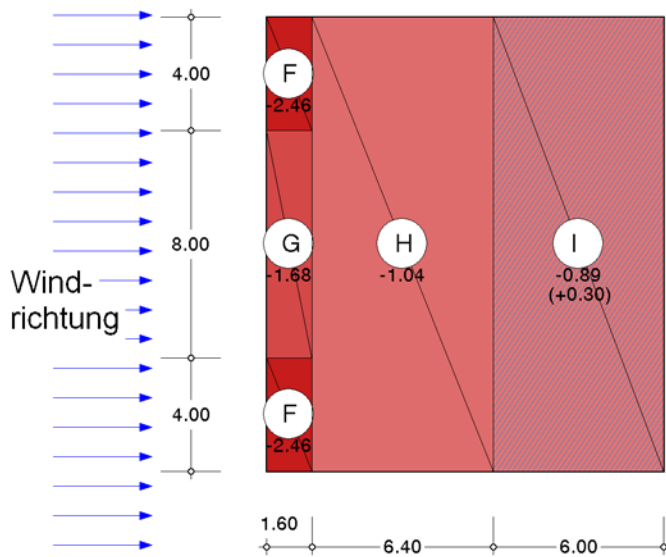 4.00
F
-2.46
8.00
G
H
I
-1.68
-1.04
-0.89
(+0.30)
Wind-
richtung
4.00
F
-2.46
1.60
6.40
6.00